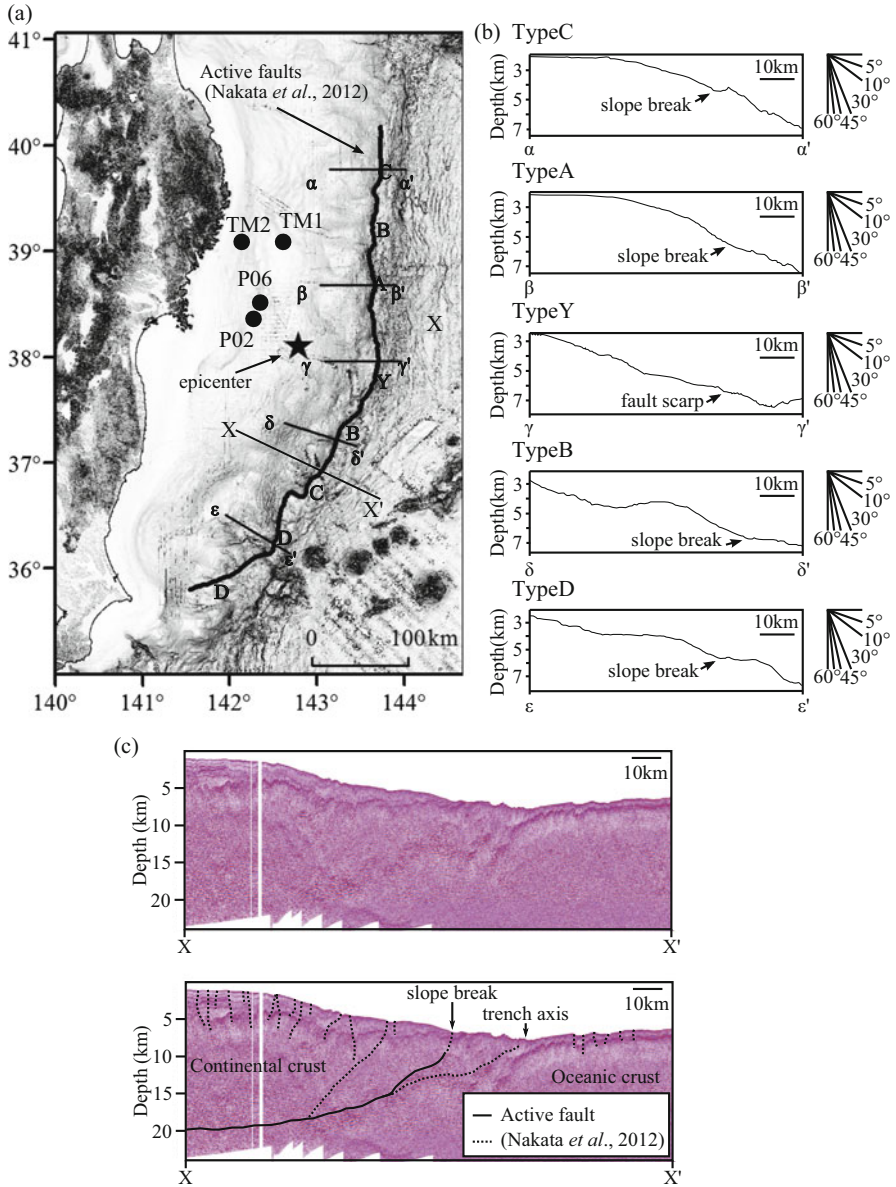 (a)
41°
40°
39°
38°
37°
36°
140°
141°
142°
143°
144°
Active faults
(Nakata et al., 2012)
α
C
α'
B
TM2
TM1
P06
β
A
β'
X
P02
epicenter
γ
γ'
Y
X
δ
B
δ'
C
X'
ε
D
ε'
D
0
100km
(b)
TypeC
Depth(km)
3
5
7
slope break
10km
α
α'
5°
10°
30°
60°45°
TypeA
Depth(km)
3
5
7
slope break
10km
β
β'
5°
10°
30°
60°45°
TypeY
Depth(km)
3
5
7
fault scarp
10km
γ
γ'
5°
10°
30°
60°45°
TypeB
Depth(km)
3
5
7
slope break
10km
δ
δ'
5°
10°
30°
60°45°
TypeD
Depth(km)
3
5
7
slope break
10km
ε
ε'
5°
10°
30°
60°45°
(c)
10km
Depth (km)
5
10
15
20
X
X'
slope break
trench axis
10km
Depth (km)
5
10
15
20
Continental crust
Oceanic crust
Active fault
(Nakata et al., 2012)
X
X'